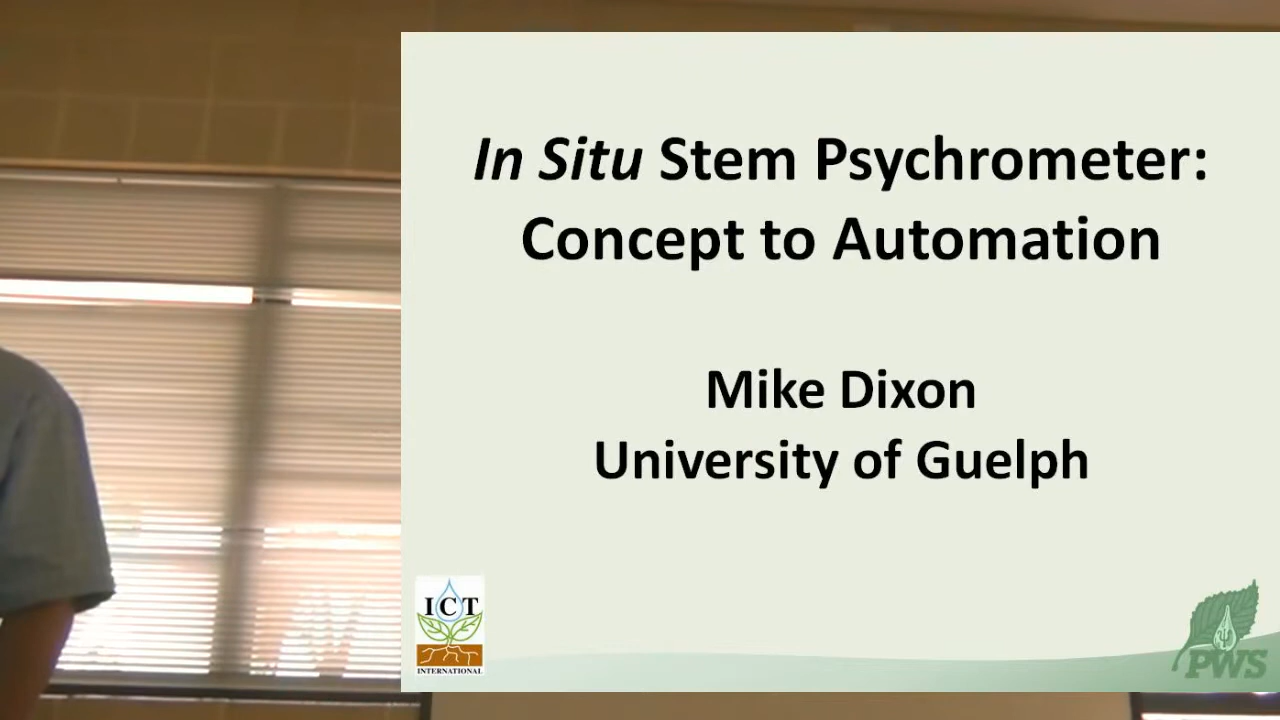 In Situ Stem Psychrometer:
Concept to Automation
Mike Dixon
University of Guelph
ICT
INTERNATIONAL
PWS